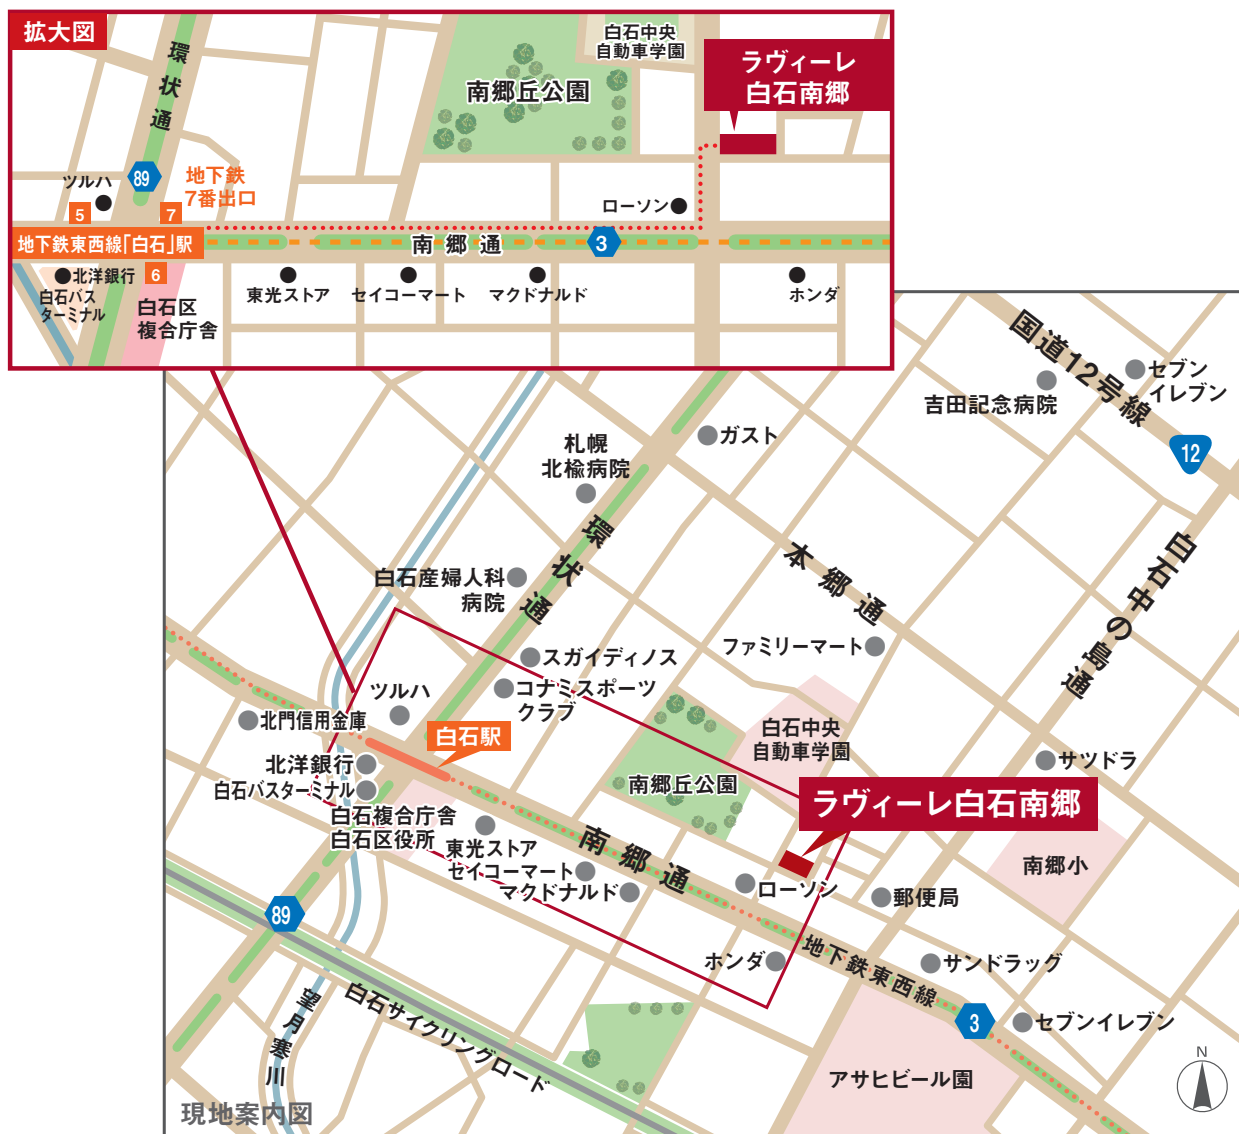 拡大図
環状通
白石中央
自動車学園
南郷丘公園
ラヴィーレ
白石南郷
89
ツルハ
地下鉄
7番出口
5
7
ローソン
地下鉄東西線「白石」駅
南郷通
3
北洋銀行
6
白石バス
ターミナル
白石区
複合庁舎
東光ストア
セイコーマート
マクドナルド
ホンダ
国道12号線
セブン
イレブン
吉田記念病院
12
ガスト
札幌
北楡病院
環状通
本郷通
白石中の島通
白石産婦人科
病院
ファミリーマート
スガイディノス
コナミスポーツ
クラブ
ツルハ
北門信用金庫
白石駅
白石中央
自動車学園
サツドラ
北洋銀行
白石バスターミナル
南郷丘公園
ラヴィーレ白石南郷
白石複合庁舎
白石区役所
東光ストア
セイコーマート
マクドナルド
南郷通
ローソン
南郷小
郵便局
89
ホンダ
地下鉄東西線
サンドラッグ
3
セブンイレブン
望月寒川
白石サイクリングロード
アサヒビール園
N
現地案内図